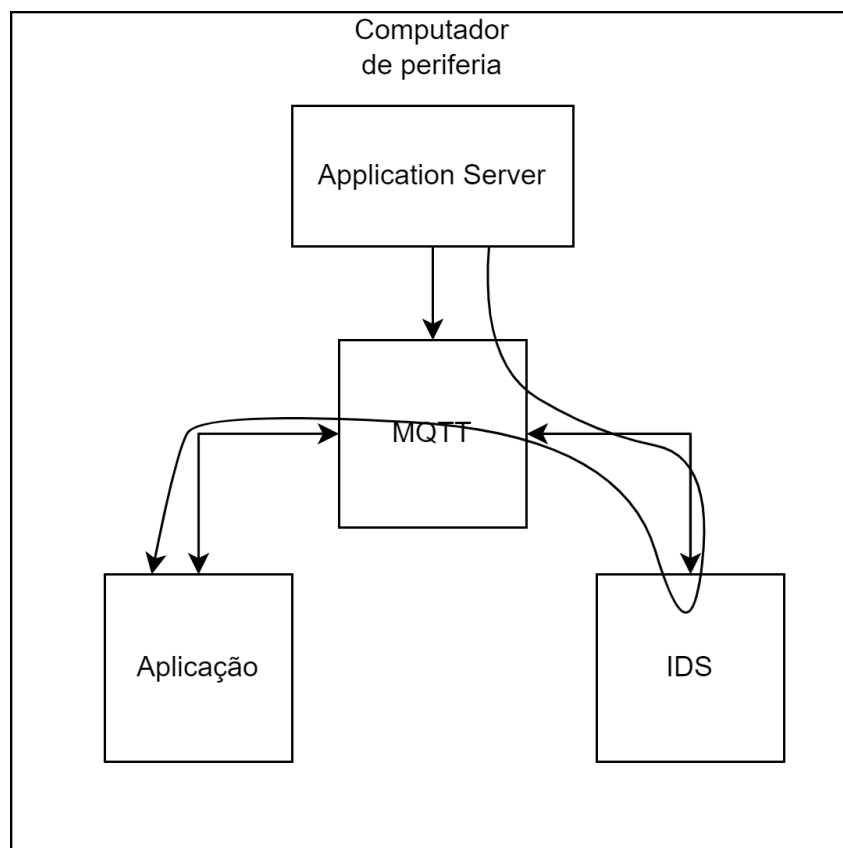 Computador
de periferia
Application Server
MQTT
Aplicação
IDS